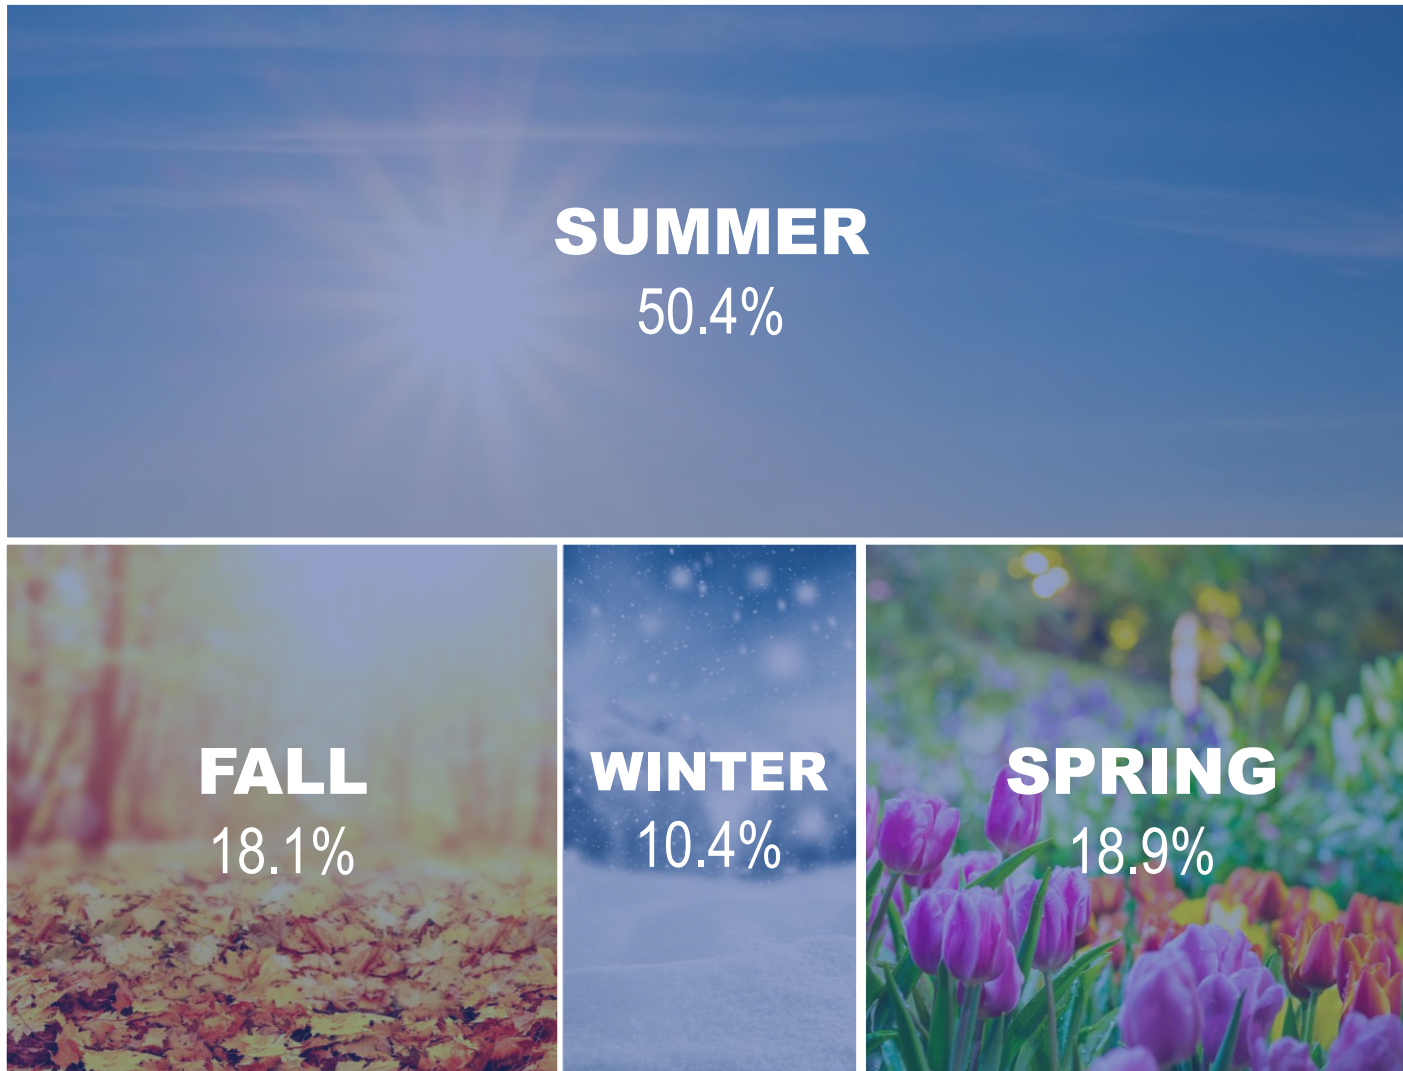 SUMMER
50.4%
FALL
18.1%
WINTER
10.4%
SPRING
18.9%